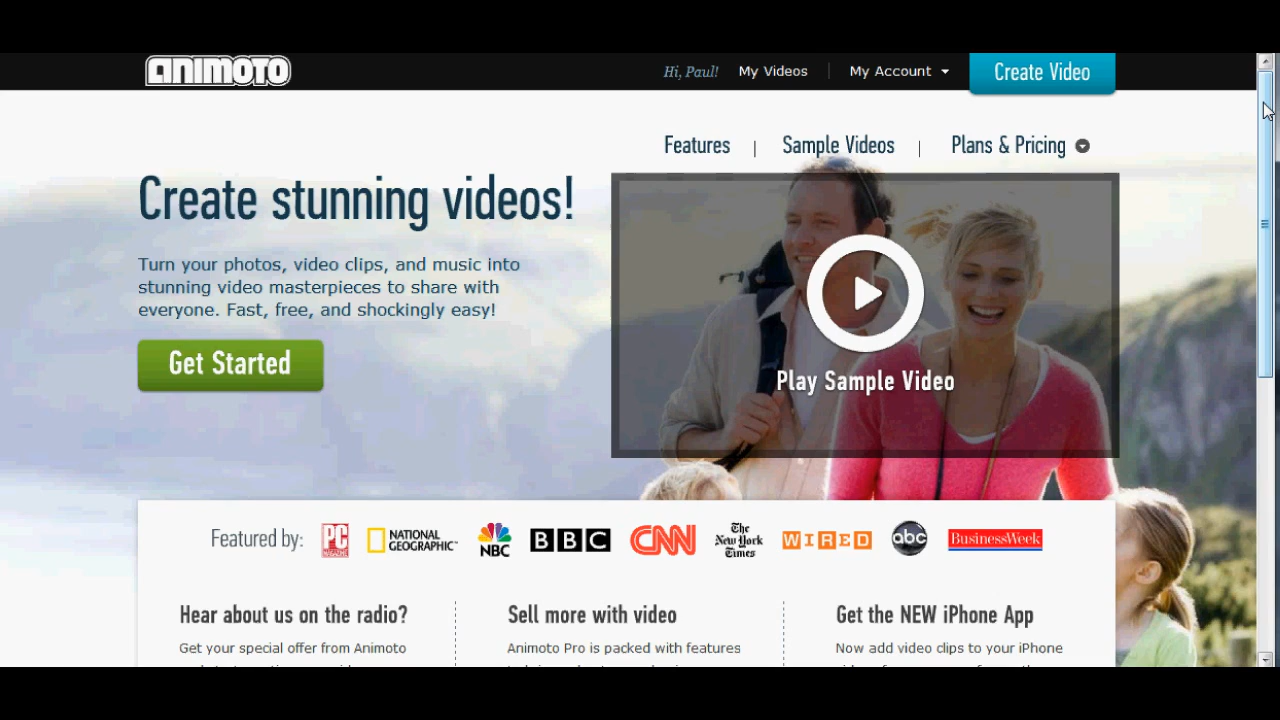 ANIMOTO
Hi, Paul! My Videos My Account Create Video
Features Sample Videos Plans & Pricing
Create stunning videos!
Turn your photos, video clips, and music into
stunning video masterpieces to share with
everyone. Fast, free, and shockingly easy!
Get Started
Play Sample Video
Featured by: PC MAGAZINE NATIONAL GEOGRAPHIC NBC BBC CNN The New York Times WIRED abc BusinessWeek
Hear about us on the radio? Sell more with video Get the NEW iPhone App
Get your special offer from Animoto Animoto Pro is packed with features Now add video clips to your iPhone